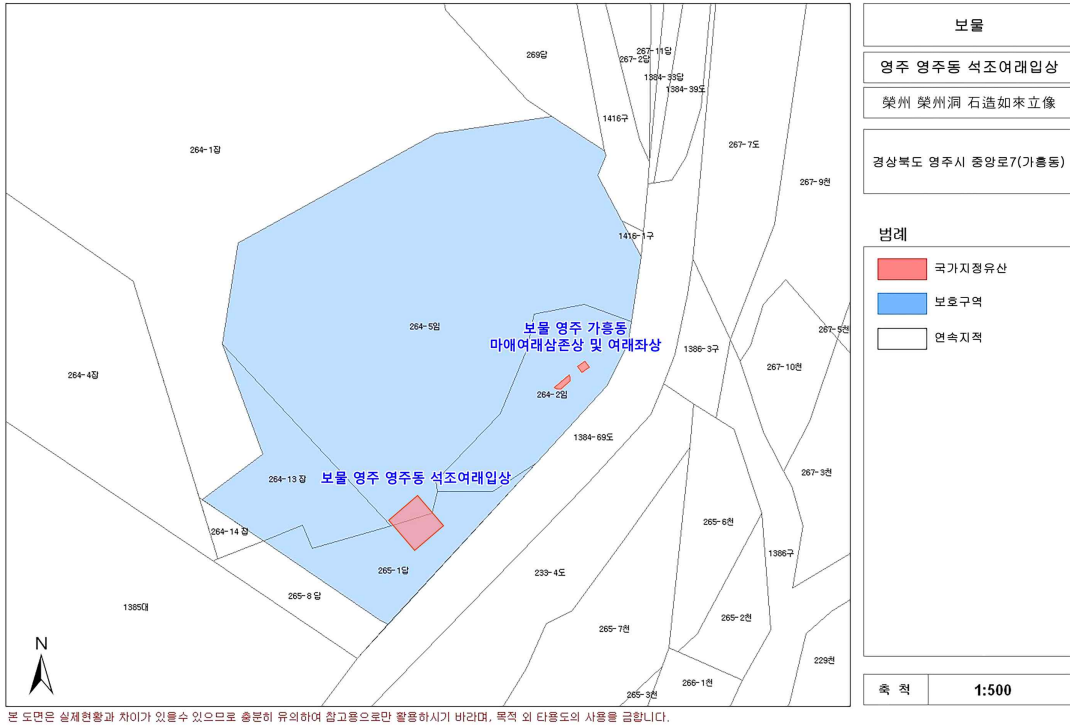 보물
영주 영주동 석조여래입상
榮州 榮州洞 石造如來立像
경상북도 영주시 중앙로7(가흥동)
범례
국가지정유산
보호구역
연속지적
축 척
1:500
269답
267-11답
267-2답
1384-33답
1384-39도
1416구
264-1장
267-7도
267-9천
1416-1구
264-5임
보물 영주 가흥동
마애여래삼존상 및 여래좌상
267-5천
1386-3구
267-10천
264-4장
264-2임
1384-69도
267-3천
264-13 장
보물 영주 영주동 석조여래입상
265-6천
264-14 장
1386구
265-1답
233-4도
265-8 답
1385대
265-7천
265-2천
229천
266-1천
265-3천
N
본 도면은 실제현황과 차이가 있을수 있으므로 충분히 유의하여 참고용으로만 활용하시기 바라며, 목적 외 타용도의 사용을 금합니다.